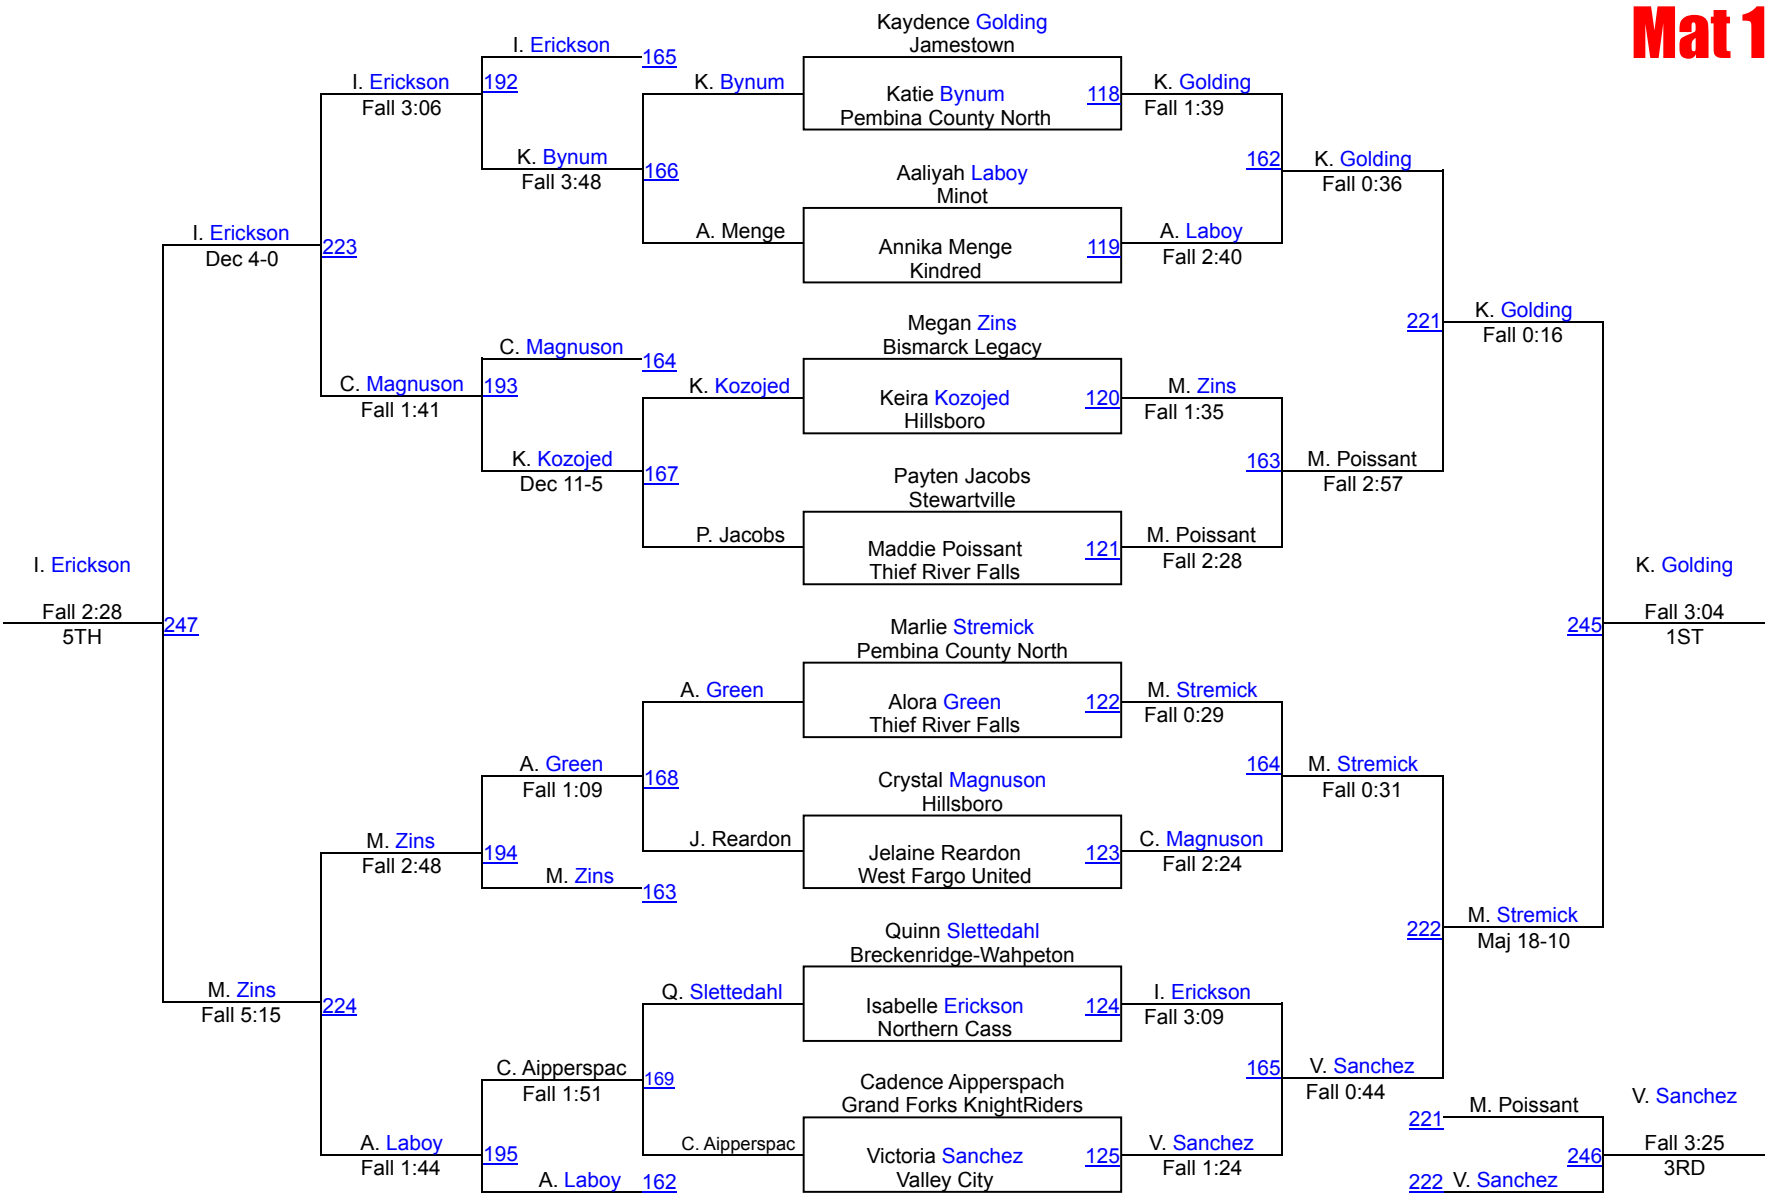 Mat 1
Kaydence Golding
Jamestown
I. Erickson
165
I. Erickson
192
K. Bynum
Katie Bynum
118
K. Golding
Fall 3:06
Pembina County North
Fall 1:39
K. Bynum
Fall 3:48
166
Aaliyah Laboy
Minot
162
K. Golding
Fall 0:36
I. Erickson
Dec 4-0
223
A. Menge
Annika Menge
Kindred
119
A. Laboy
Fall 2:40
Megan Zins
Bismarck Legacy
221
K. Golding
Fall 0:16
C. Magnuson
164
C. Magnuson
Fall 1:41
193
K. Kozojed
Keira Kozojed
Hillsboro
120
M. Zins
Fall 1:35
K. Kozojed
Dec 11-5
167
Payten Jacobs
Stewartville
163
M. Poissant
Fall 2:57
P. Jacobs
Maddie Poissant
Thief River Falls
121
M. Poissant
Fall 2:28
I. Erickson
Fall 2:28
5TH
247
K. Golding
Fall 3:04
1ST
245
Marlie Stremick
Pembina County North
A. Green
Alora Green
Thief River Falls
122
M. Stremick
Fall 0:29
A. Green
Fall 1:09
168
Crystal Magnuson
Hillsboro
164
M. Stremick
Fall 0:31
M. Zins
Fall 2:48
194
J. Reardon
Jelaine Reardon
West Fargo United
123
C. Magnuson
Fall 2:24
M. Zins
163
Quinn Slettedahl
Breckenridge-Wahpeton
222
M. Stremick
Maj 18-10
M. Zins
Fall 5:15
224
Q. Slettedahl
Isabelle Erickson
Northern Cass
124
I. Erickson
Fall 3:09
C. Aipperspac
Fall 1:51
169
Cadence Aipperspach
Grand Forks KnightRiders
165
V. Sanchez
Fall 0:44
A. Laboy
Fall 1:44
195
C. Aipperspac
Victoria Sanchez
Valley City
125
V. Sanchez
Fall 1:24
A. Laboy
162
221
M. Poissant
V. Sanchez
Fall 3:25
3RD
246
222
V. Sanchez